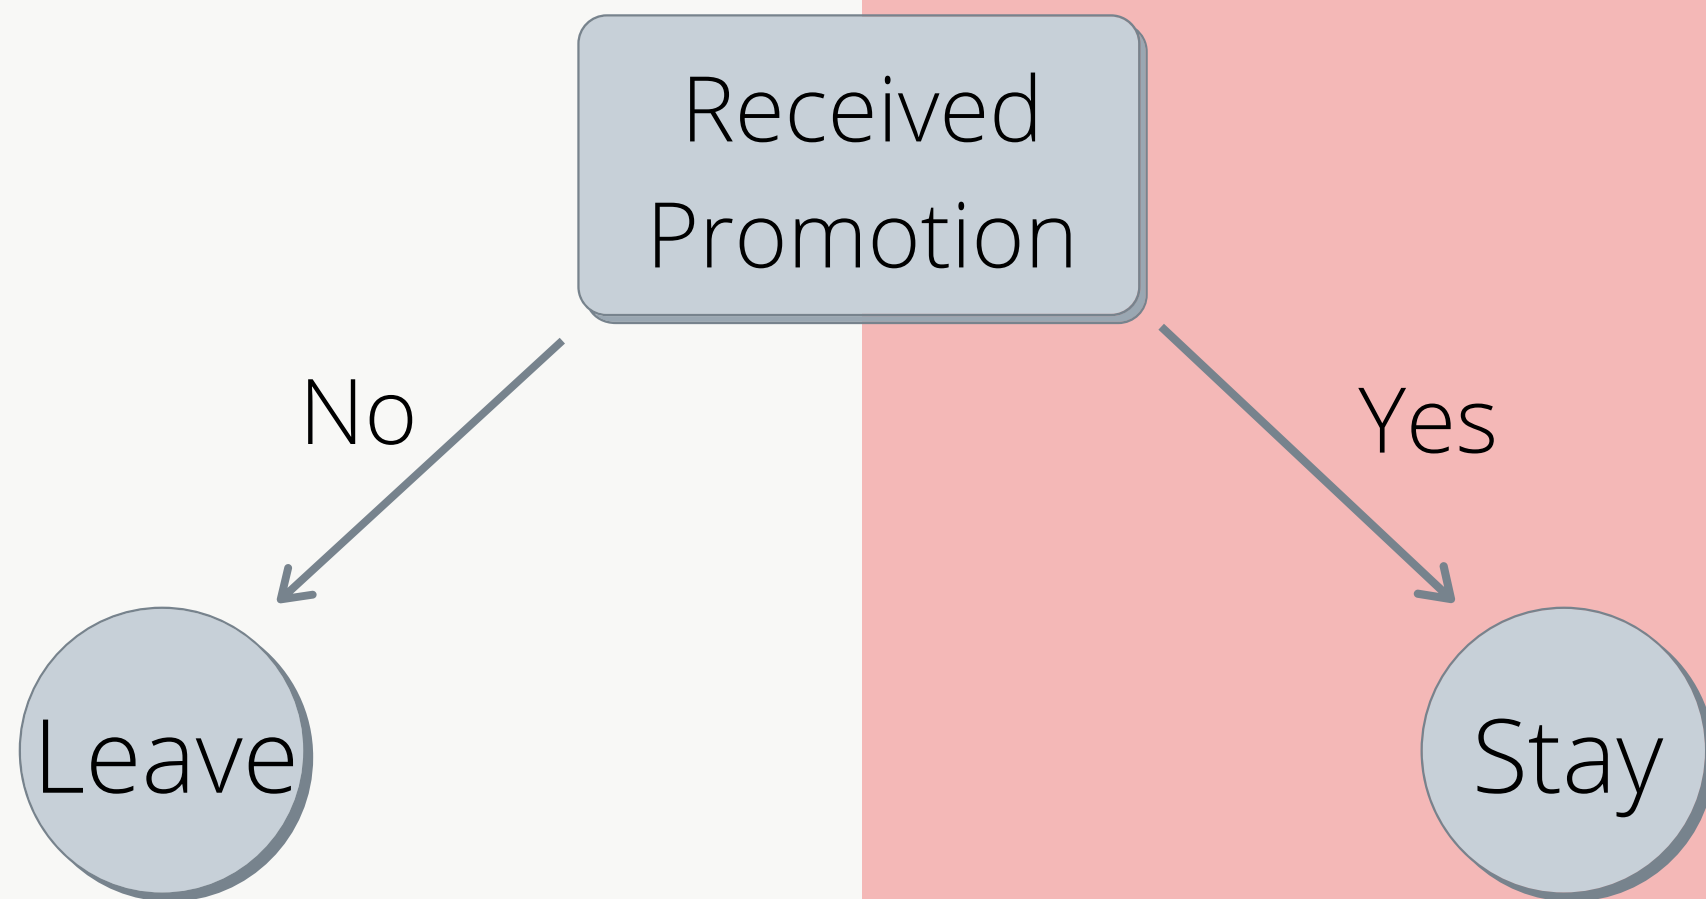 Received
Promotion
No
Yes
Leave
Stay